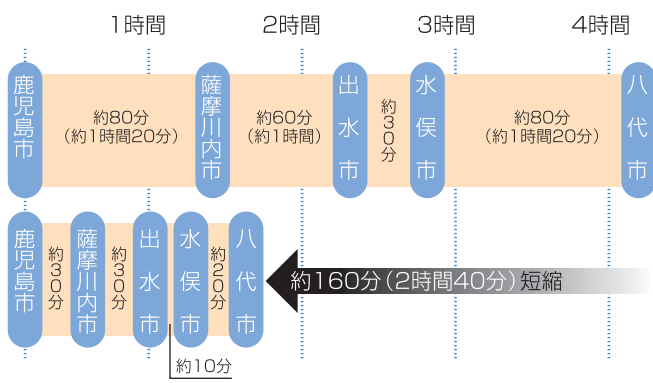 1時間
2時間
3時間
4時間
鹿児島市
約80分
(約1時間20分)
薩摩川内市
約60分
(約1時間)
出水市
約30分
水俣市
約80分
(約1時間20分)
八代市
鹿児島市
約30分
薩摩川内市
約30分
出水市
約10分
水俣市
約20分
八代市
約160分(2時間40分)短縮